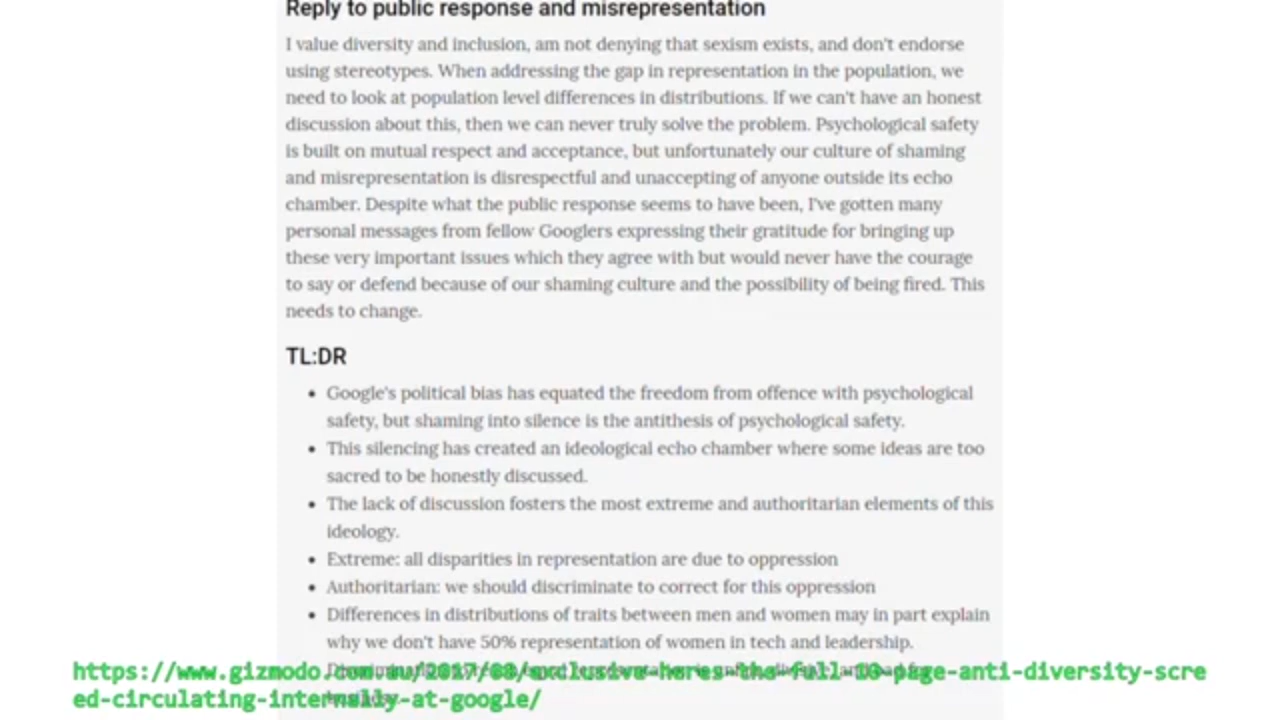 Reply to public response and misrepresentation
I value diversity and inclusion, am not denying that sexism exists, and don't endorse
using stereotypes. When addressing the gap in representation in the population, we
need to look at population level differences in distributions. If we can't have an honest
discussion about this, then we can never truly solve the problem. Psychological safety
is built on mutual respect and acceptance, but unfortunately our culture of shaming
and misrepresentation is disrespectful and unaccepting of anyone outside its echo
chamber. Despite what the public response seems to have been, I've gotten many
personal messages from fellow Googlers expressing their gratitude for bringing up
these very important issues which they agree with but would never have the courage
to say or defend because of our shaming culture and the possibility of being fired. This
needs to change.
TL:DR
• Google's political bias has equated the freedom from offence with psychological
safety, but shaming into silence is the antithesis of psychological safety.
• This silencing has created an ideological echo chamber where some ideas are too
sacred to be honestly discussed.
• The lack of discussion fosters the most extreme and authoritarian elements of this
ideology.
• Extreme: all disparities in representation are due to oppression
• Authoritarian: we should discriminate to correct for this oppression
• Differences in distributions of traits between men and women may in part explain
why we don't have 50% representation of women in tech and leadership.
https://www.gizmodo.com.au/2017/08/exclusive-heres-the-full-10-page-anti-diversity-scre
ed-circulating-internally-at-google/